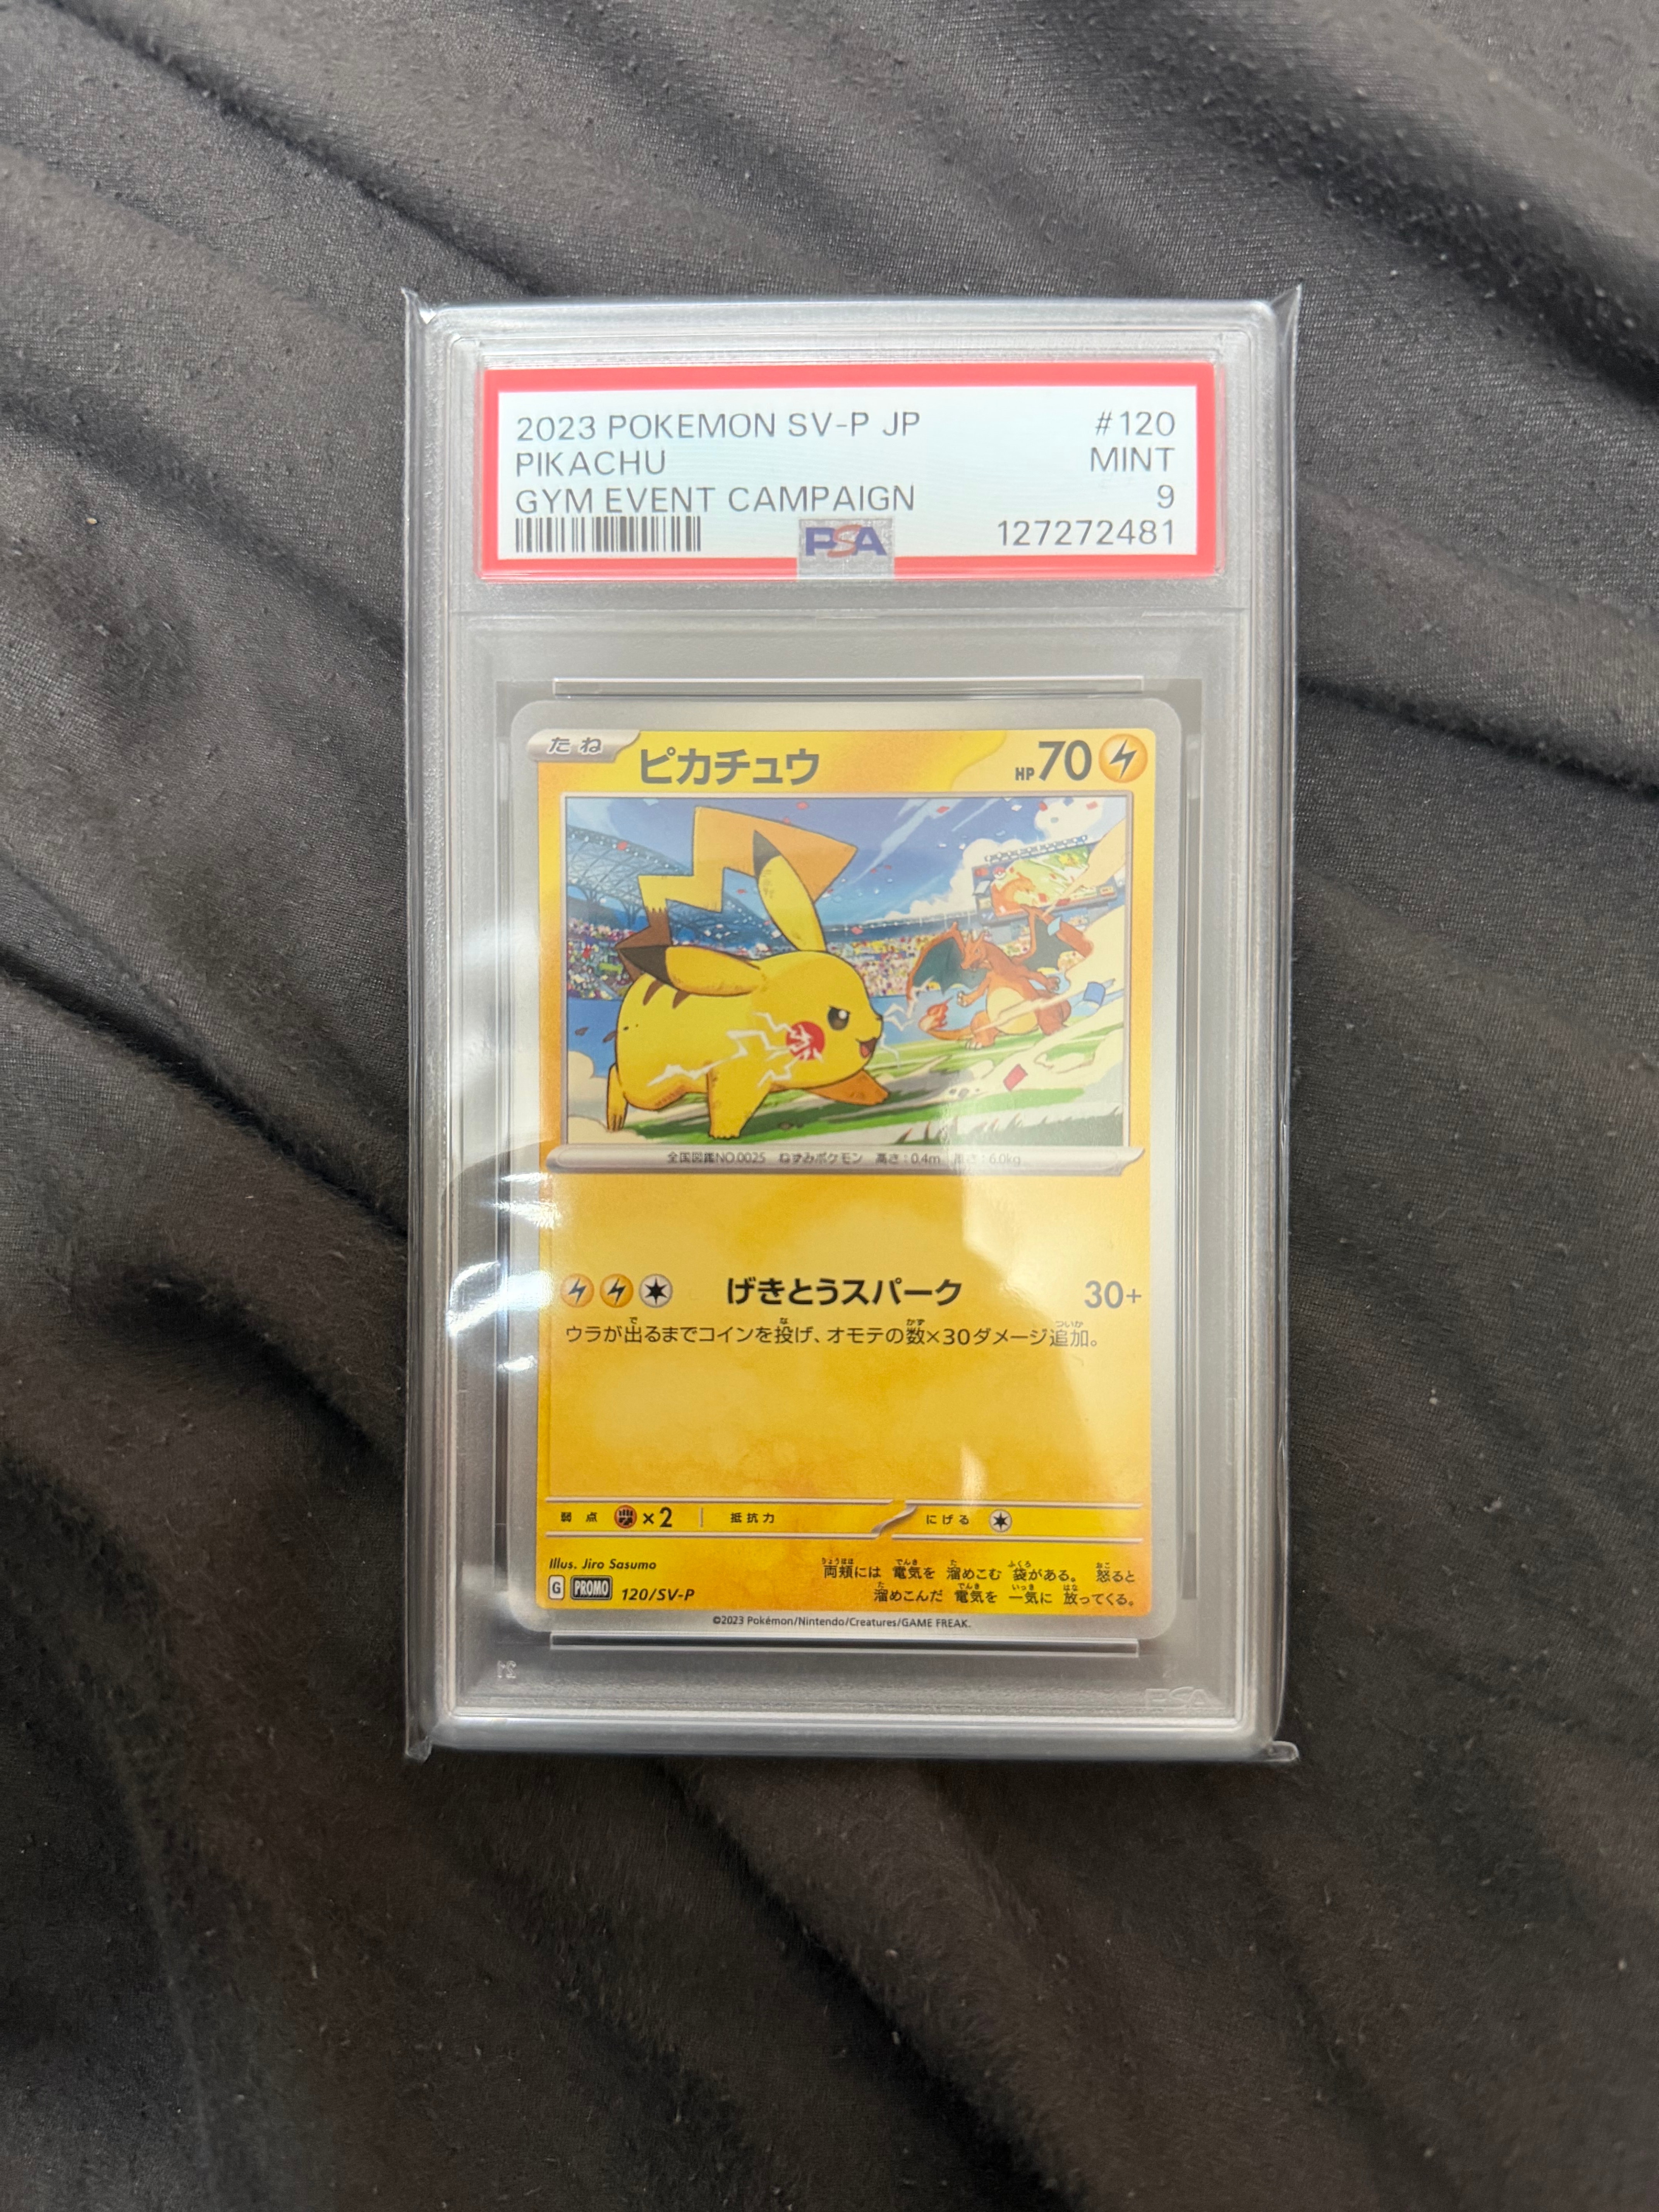 2023 POKEMON SV-P JP #120
PIKACHU MINT
GYM EVENT CAMPAIGN 9
PSA 127272481
たね ピカチュウ HP70
全国図鑑NO.0025 ねずみポケモン 高さ:0.4m 重さ:6.0kg
げきとうスパーク 30+
ウラが出るまでコインを投げ、オモテの数×30ダメージ追加。
弱点 ×2 抵抗力 にげる
Illus. Jiro Sasumo
両頬には 電気を 溜めこむ 袋がある。 怒ると
溜めこんだ 電気を 一気に 放ってくる。
G PROMO 120/SV-P
©2023 Pokémon/Nintendo/Creatures/GAME FREAK.
PSA